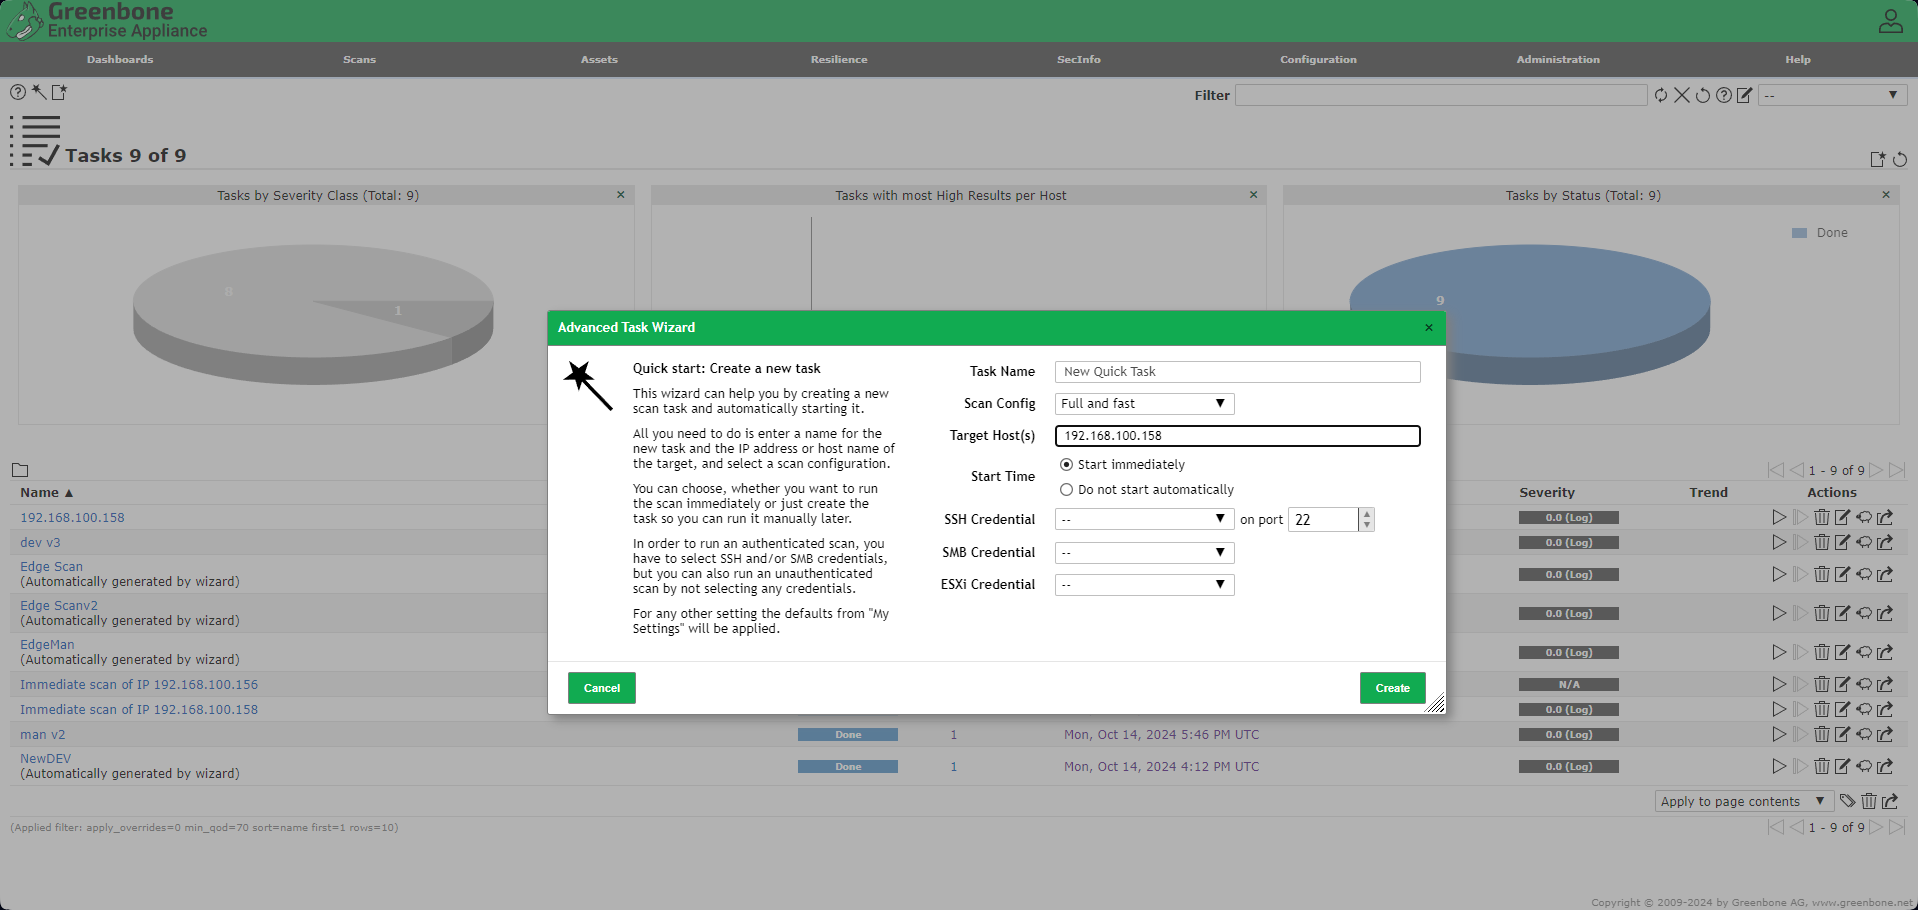 Greenbone
Enterprise Appliance
Dashboards
Scans
Assets
Resilience
SecInfo
Configuration
Administration
Help
Filter
--
Tasks 9 of 9
Tasks by Severity Class (Total: 9)
Tasks with most High Results per Host
Tasks by Status (Total: 9)
8
1
9
Done
Advanced Task Wizard
Quick start: Create a new task
This wizard can help you by creating a new
scan task and automatically starting it.
All you need to do is enter a name for the
new task and the IP address or host name of
the target, and select a scan configuration.
You can choose, whether you want to run
the scan immediately or just create the
task so you can run it manually later.
In order to run an authenticated scan, you
have to select SSH and/or SMB credentials,
but you can also run an unauthenticated
scan by not selecting any credentials.
For any other setting the defaults from "My
Settings" will be applied.
Task Name
New Quick Task
Scan Config
Full and fast
Target Host(s)
192.168.100.158
Start Time
Start immediately
Do not start automatically
SSH Credential
--
on port
22
SMB Credential
--
ESXi Credential
--
Cancel
Create
1 - 9 of 9
Name ▲
Severity
Trend
Actions
192.168.100.158
0.0 (Log)
dev v3
0.0 (Log)
Edge Scan
(Automatically generated by wizard)
0.0 (Log)
Edge Scanv2
(Automatically generated by wizard)
0.0 (Log)
EdgeMan
(Automatically generated by wizard)
0.0 (Log)
Immediate scan of IP 192.168.100.156
N/A
Immediate scan of IP 192.168.100.158
0.0 (Log)
man v2
Done
1
Mon, Oct 14, 2024 5:46 PM UTC
0.0 (Log)
NewDEV
(Automatically generated by wizard)
Done
1
Mon, Oct 14, 2024 4:12 PM UTC
0.0 (Log)
Apply to page contents
(Applied filter: apply_overrides=0 min_qod=70 sort=name first=1 rows=10)
1 - 9 of 9
Copyright © 2009-2024 by Greenbone AG, www.greenbone.net